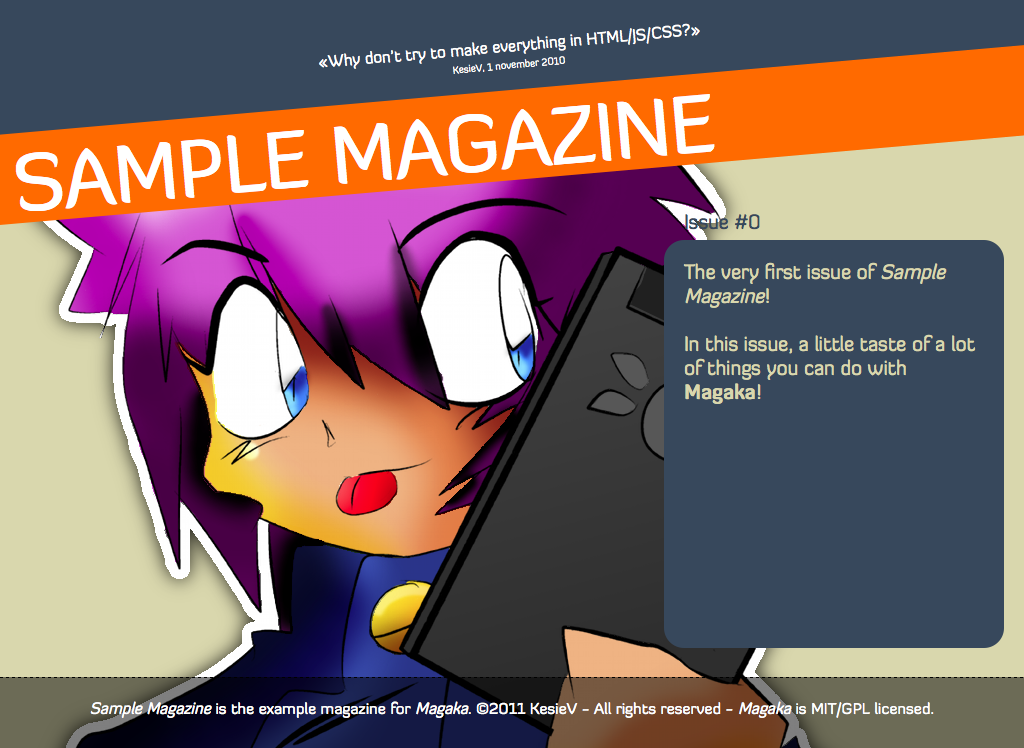 «Why don't try to make everything in HTML/JS/CSS?»
KesieV, 1 november 2010
SAMPLE MAGAZINE
Issue #0
The very first issue of Sample
Magazine!
In this issue, a little taste of a lot
of things you can do with
Magaka!
Sample Magazine is the example magazine for Magaka. ©2011 KesieV - All rights reserved - Magaka is MIT/GPL licensed.